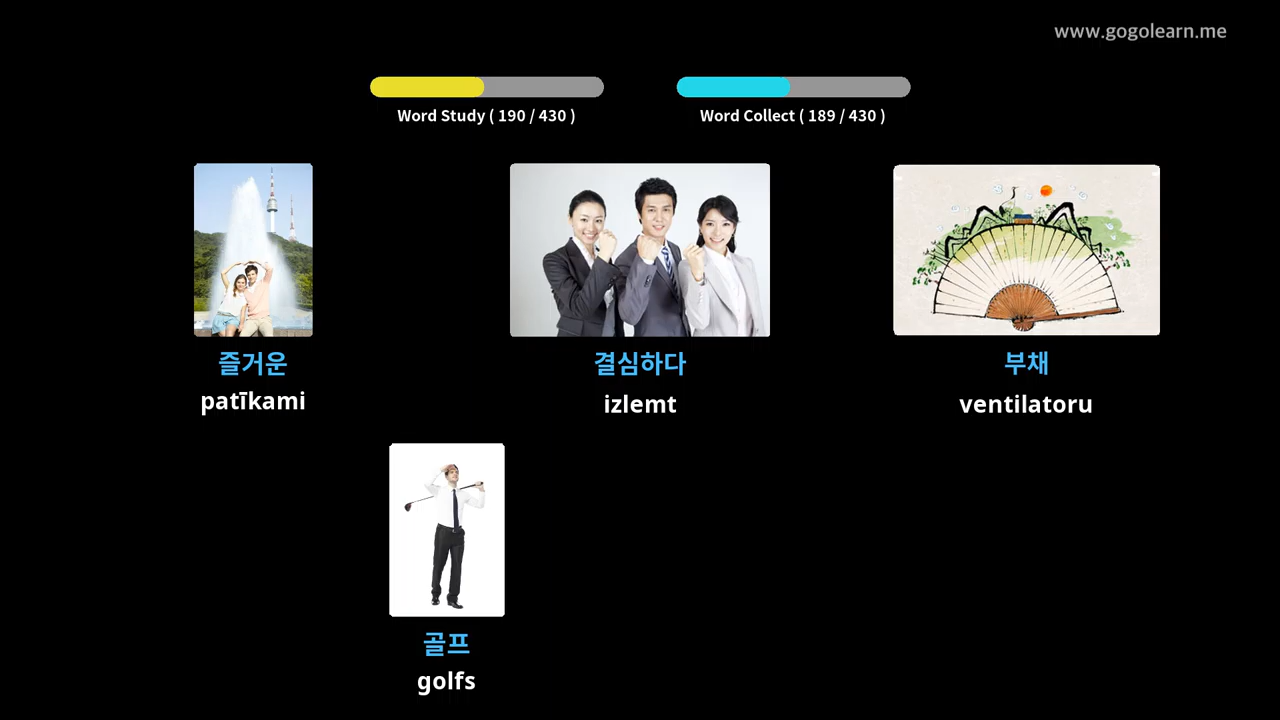 www.gogolearn.me
Word Study ( 190 / 430 )
Word Collect ( 189 / 430 )
즐거운
patīkami
결심하다
izlemt
부채
ventilatoru
골프
golfs